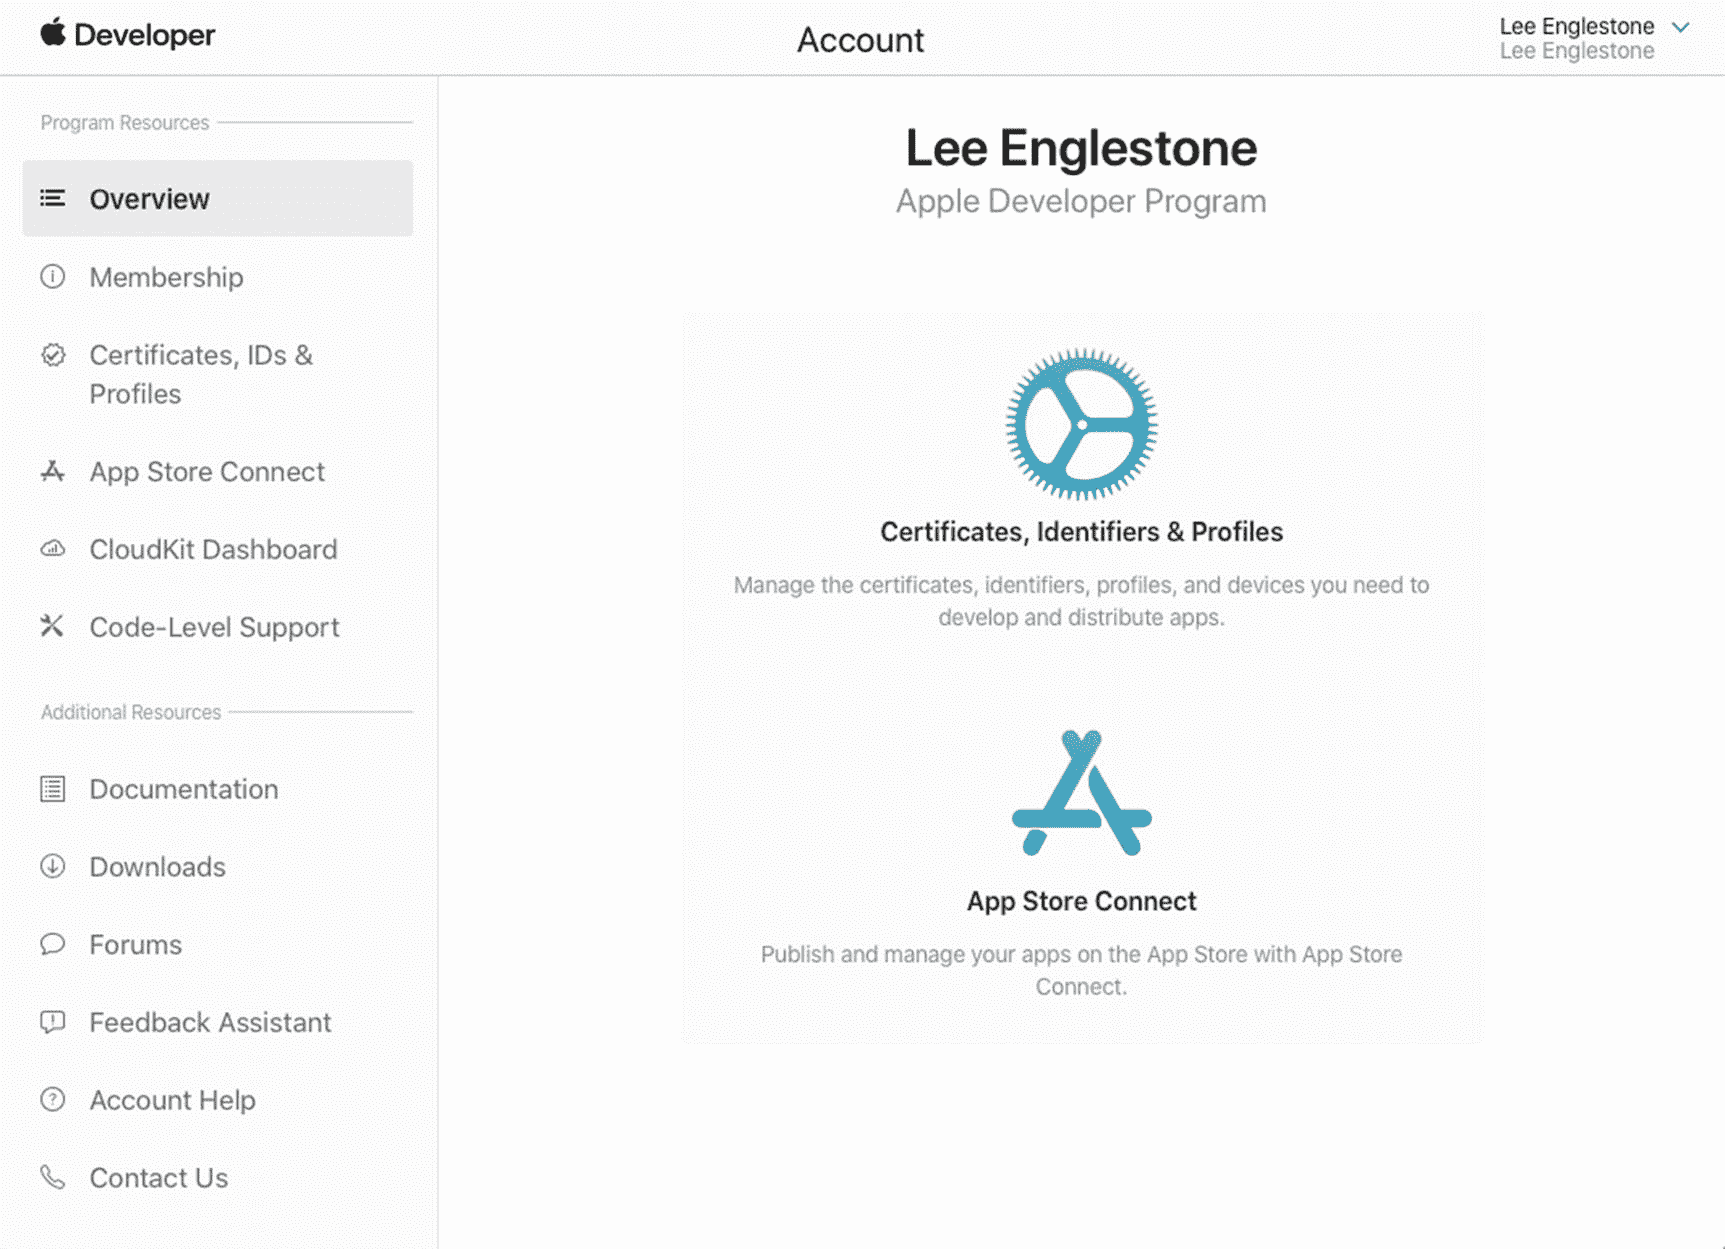 Developer
Account
Lee Englestone
Lee Englestone
Program Resources
Overview
Membership
Certificates, IDs &
Profiles
App Store Connect
CloudKit Dashboard
Code-Level Support
Additional Resources
Documentation
Downloads
Forums
Feedback Assistant
Account Help
Contact Us
Lee Englestone
Apple Developer Program
Certificates, Identifiers & Profiles
Manage the certificates, identifiers, profiles, and devices you need to
develop and distribute apps.
App Store Connect
Publish and manage your apps on the App Store with App Store
Connect.